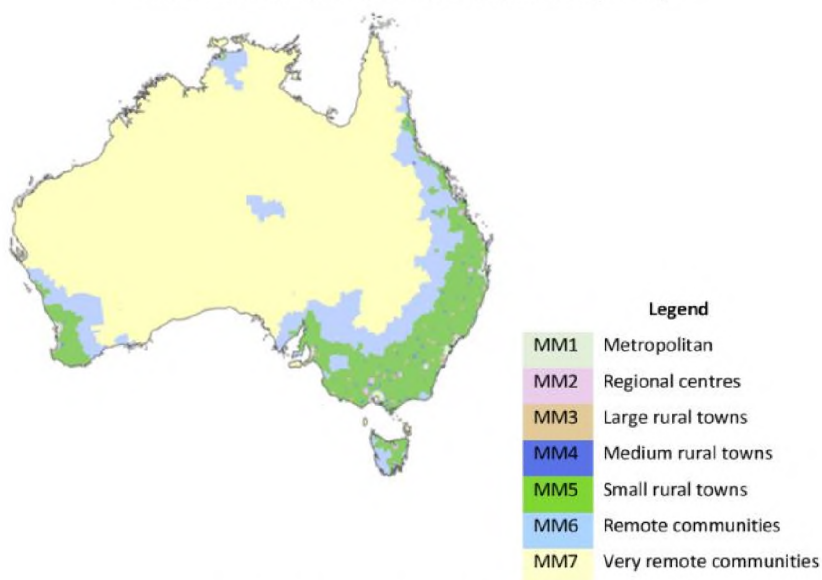 Legend
MM1 Metropolitan
MM2 Regional centres
MM3 Large rural towns
MM4 Medium rural towns
MM5 Small rural towns
MM6 Remote communities
MM7 Very remote communities